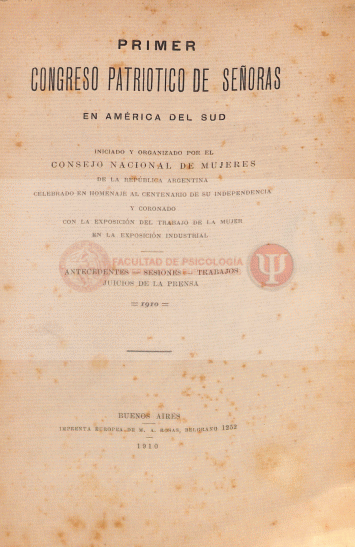 PRIMER
CONGRESO PATRIOTICO DE SEÑORAS
EN AMÉRICA DEL SUD
INICIADO Y ORGANIZADO POR EL
CONSEJO NACIONAL DE MUJERES
DE LA REPÚBLICA ARGENTINA
CELEBRADO EN HOMENAJE AL CENTENARIO DE SU INDEPENDENCIA
Y CORONADO
CON LA EXPOSICIÓN DEL TRABAJO DE LA MUJER
EN LA EXPOSICIÓN INDUSTRIAL
FACULTAD DE PSICOLOGÍA
ANTECEDENTES – SESIONES – TRABAJOS
JUICIOS DE LA PRENSA
= 1910 =
BUENOS AIRES
IMPRENTA EUROPEA DE M. A. ROSAS, BELGRANO 1252
1910